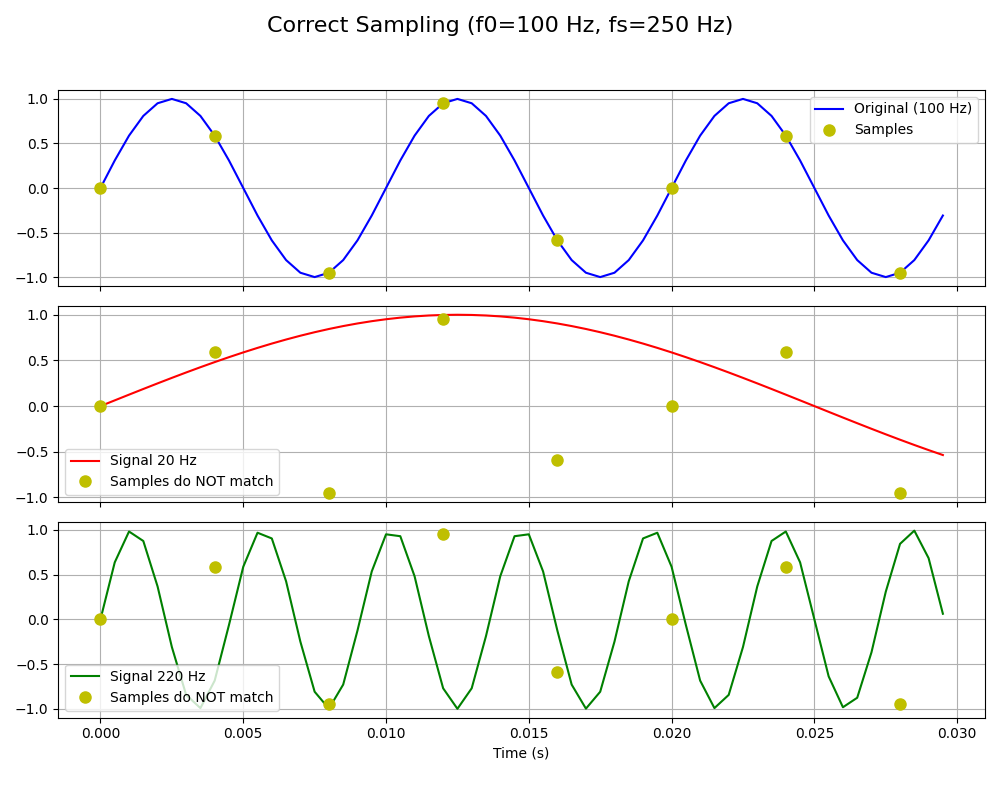 Correct Sampling (f0=100 Hz, fs=250 Hz)
1.0
0.5
0.0
−0.5
−1.0
Original (100 Hz)
Samples
1.0
0.5
0.0
−0.5
−1.0
Signal 20 Hz
Samples do NOT match
1.0
0.5
0.0
−0.5
−1.0
Signal 220 Hz
Samples do NOT match
0.000 0.005 0.010 0.015 0.020 0.025 0.030
Time (s)